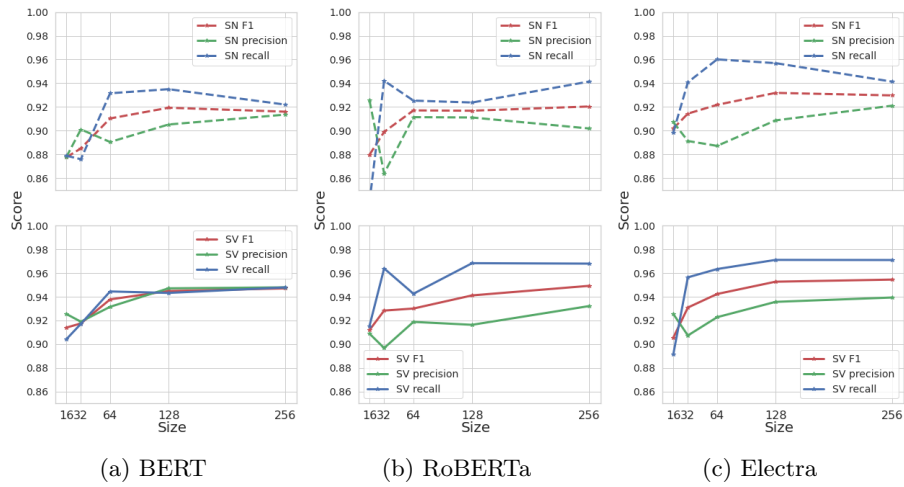 1.00 0.98 0.96 0.94 0.92 0.90 0.88 0.86
SN F1
SN precision
SN recall
1.00 0.98 0.96 0.94 0.92 0.90 0.88 0.86
SN F1
SN precision
SN recall
1.00 0.98 0.96 0.94 0.92 0.90 0.88 0.86
SN F1
SN precision
SN recall
Score
Score
Score
1.00 0.98 0.96 0.94 0.92 0.90 0.88 0.86
SV F1
SV precision
SV recall
1632 64 128 256
Size
1.00 0.98 0.96 0.94 0.92 0.90 0.88 0.86
SV F1
SV precision
SV recall
1632 64 128 256
Size
1.00 0.98 0.96 0.94 0.92 0.90 0.88 0.86
SV F1
SV precision
SV recall
1632 64 128 256
Size
(a) BERT
(b) RoBERTa
(c) Electra